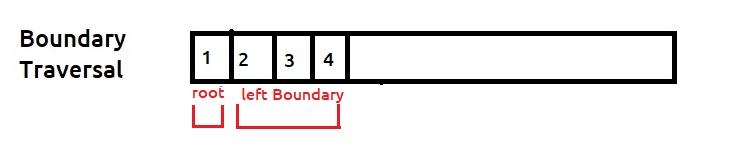 Boundary
Traversal
1 2 3 4
root left Boundary